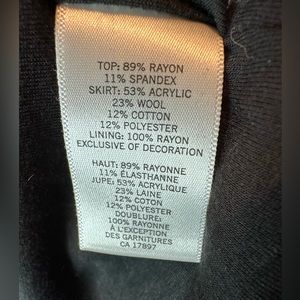 TOP: 89% RAYON
11% SPANDEX
SKIRT: 53% ACRYLIC
23% WOOL
12% COTTON
12% POLYESTER
LINING: 100% RAYON
EXCLUSIVE OF DECORATION
HAUT: 89% RAYONNE
11% ÉLASTHANNE
JUPE: 53% ACRYLIQUE
23% LAINE
12% COTON
12% POLYESTER
DOUBLURE:
100% RAYONNE
À L'EXCEPTION
DES GARNITURES
CA 17897